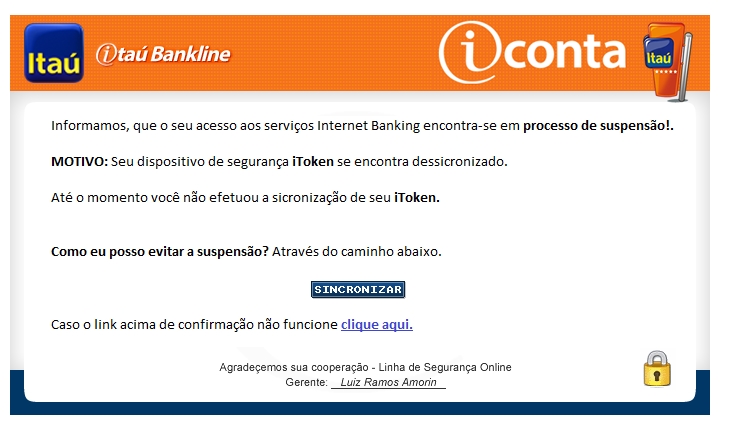 Itaú
itaú Bankline
iconta
Itaú
Informamos, que o seu acesso aos serviços Internet Banking encontra-se em processo de suspensão!.
MOTIVO: Seu dispositivo de segurança iToken se encontra dessicronizado.
Até o momento você não efetuou a sicronização de seu iToken.
Como eu posso evitar a suspensão? Através do caminho abaixo.
SINCRONIZAR
Caso o link acima de confirmação não funcione clique aqui.
Agradeçemos sua cooperação - Linha de Segurança Online
Gerente: Luiz Ramos Amorin